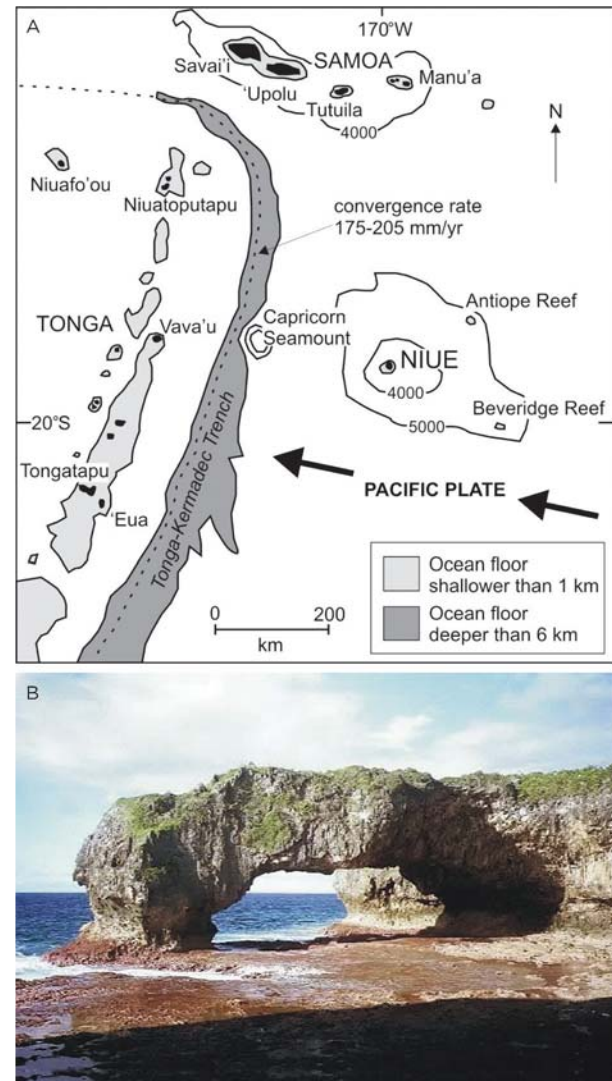 A
170°W
SAMOA
Savai'i
'Upolu
Tutuila
Manu'a
4000
N
Niuafo'ou
Niuatoputapu
convergence rate
175-205 mm/yr
Antiope Reef
Capricorn
Seamount
TONGA
Vava'u
NIUE
4000
5000
Beveridge Reef
20°S
Tongatapu
'Eua
Tonga-Kermadec Trench
PACIFIC PLATE
0
200
km
Ocean floor
shallower than 1 km
Ocean floor
deeper than 6 km
B